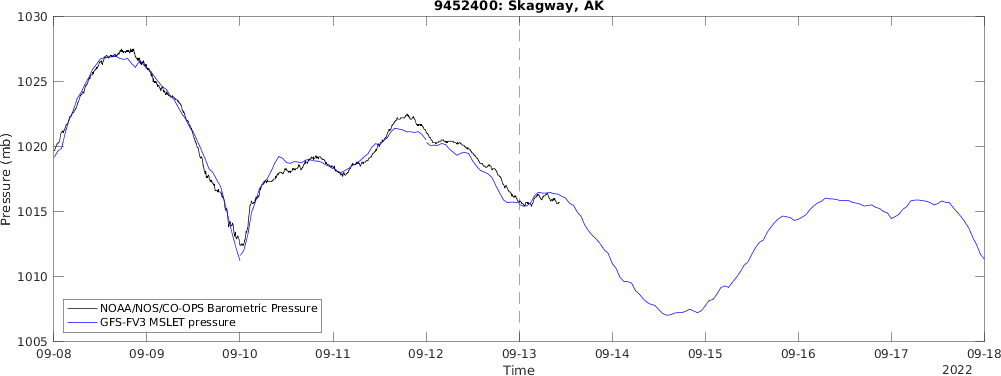 9452400: Skagway, AK
Pressure (mb)
1030
1025
1020
1015
1010
1005
NOAA/NOS/CO-OPS Barometric Pressure
GFS-FV3 MSLET pressure
09-08 09-09 09-10 09-11 09-12 09-13 09-14 09-15 09-16 09-17 09-18
Time
2022